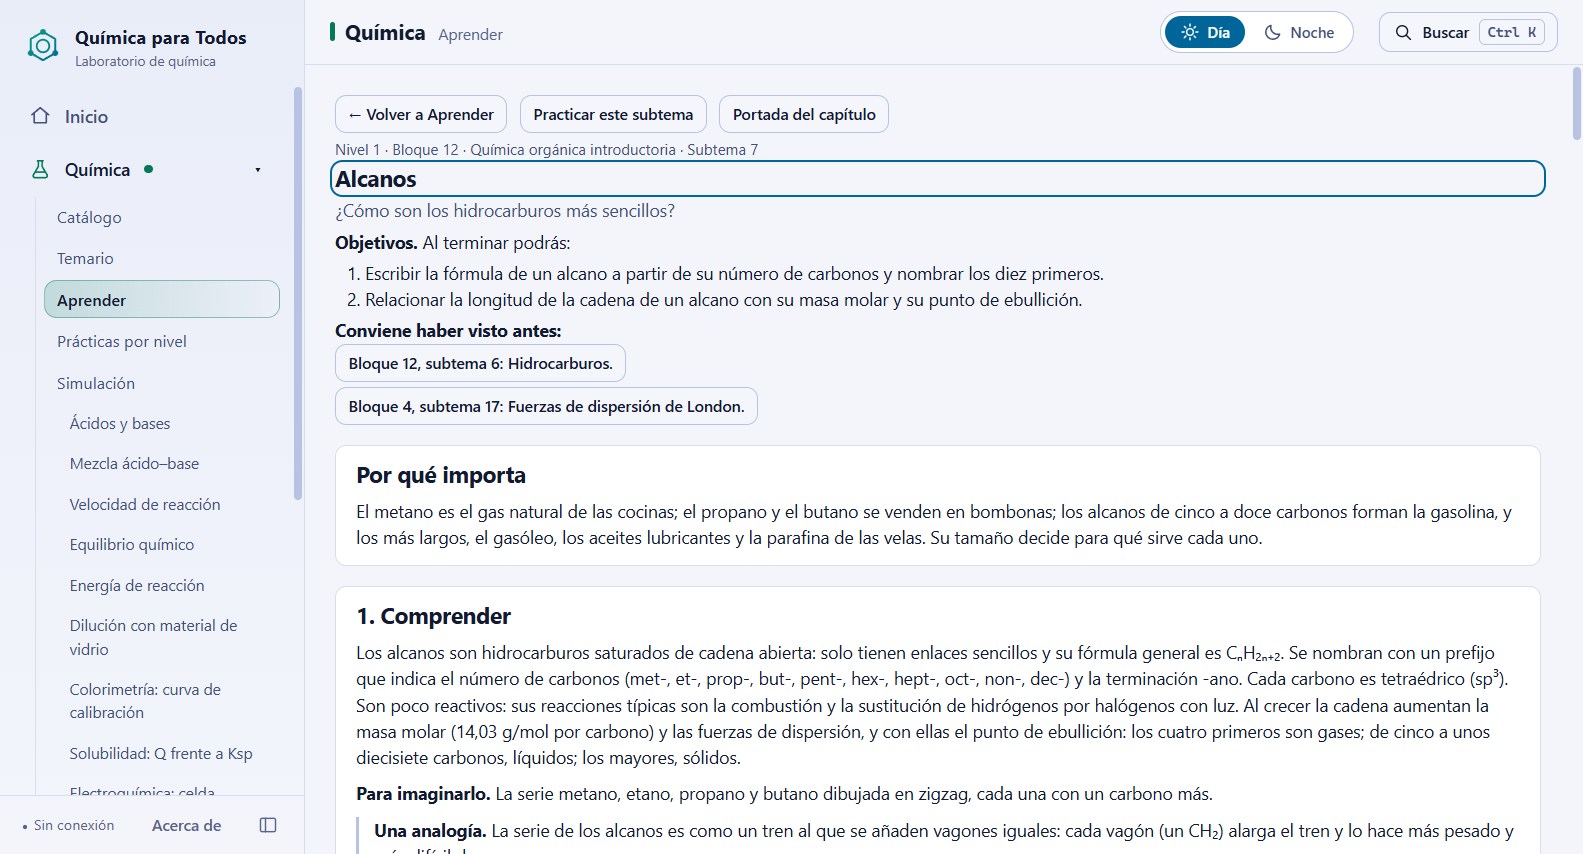 Química para Todos
Laboratorio de química
Inicio
Química
Catálogo
Temario
Aprender
Prácticas por nivel
Simulación
Ácidos y bases
Mezcla ácido–base
Velocidad de reacción
Equilibrio químico
Energía de reacción
Dilución con material de
vidrio
Colorimetría: curva de
calibración
Solubilidad: Q frente a Ksp
Electroquímica: celda
Sin conexión
Acerca de
Química Aprender
Día
Noche
Buscar Ctrl K
← Volver a Aprender
Practicar este subtema
Portada del capítulo
Nivel 1 · Bloque 12 · Química orgánica introductoria · Subtema 7
Alcanos
¿Cómo son los hidrocarburos más sencillos?
Objetivos. Al terminar podrás:
1. Escribir la fórmula de un alcano a partir de su número de carbonos y nombrar los diez primeros.
2. Relacionar la longitud de la cadena de un alcano con su masa molar y su punto de ebullición.
Conviene haber visto antes:
Bloque 12, subtema 6: Hidrocarburos.
Bloque 4, subtema 17: Fuerzas de dispersión de London.
Por qué importa
El metano es el gas natural de las cocinas; el propano y el butano se venden en bombonas; los alcanos de cinco a doce carbonos forman la gasolina, y
los más largos, el gasóleo, los aceites lubricantes y la parafina de las velas. Su tamaño decide para qué sirve cada uno.
1. Comprender
Los alcanos son hidrocarburos saturados de cadena abierta: solo tienen enlaces sencillos y su fórmula general es CₙH₂ₙ₊₂. Se nombran con un prefijo
que indica el número de carbonos (met-, et-, prop-, but-, pent-, hex-, hept-, oct-, non-, dec-) y la terminación -ano. Cada carbono es tetraédrico (sp³).
Son poco reactivos: sus reacciones típicas son la combustión y la sustitución de hidrógenos por halógenos con luz. Al crecer la cadena aumentan la
masa molar (14,03 g/mol por carbono) y las fuerzas de dispersión, y con ellas el punto de ebullición: los cuatro primeros son gases; de cinco a unos
diecisiete carbonos, líquidos; los mayores, sólidos.
Para imaginarlo. La serie metano, etano, propano y butano dibujada en zigzag, cada una con un carbono más.
Una analogía. La serie de los alcanos es como un tren al que se añaden vagones iguales: cada vagón (un CH₂) alarga el tren y lo hace más pesado y